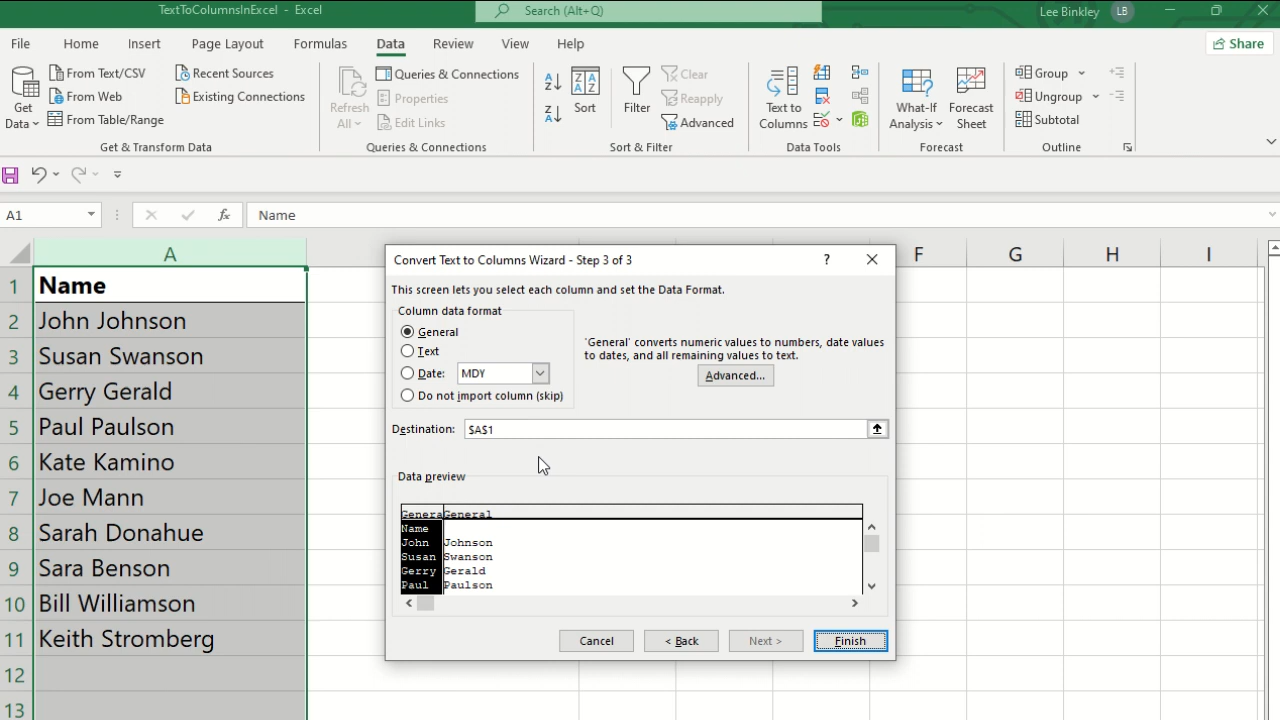 TextToColumnsInExcel - Excel
Search (Alt+Q)
Lee Binkley LB
File Home Insert Page Layout Formulas Data Review View Help Share
Get Data
From Text/CSV
From Web
From Table/Range
Recent Sources
Existing Connections
Get & Transform Data
Refresh All
Queries & Connections
Properties
Edit Links
Queries & Connections
Sort
Filter
Clear
Reapply
Advanced
Sort & Filter
Text to Columns
Data Tools
What-If Analysis
Forecast Sheet
Forecast
Group
Ungroup
Subtotal
Outline
A1 fx Name
A F G H I
1 Name
2 John Johnson
3 Susan Swanson
4 Gerry Gerald
5 Paul Paulson
6 Kate Kamino
7 Joe Mann
8 Sarah Donahue
9 Sara Benson
10 Bill Williamson
11 Keith Stromberg
12
13
Convert Text to Columns Wizard - Step 3 of 3 ?
This screen lets you select each column and set the Data Format.
Column data format
General
Text
Date: MDY
Do not import column (skip)
'General' converts numeric values to numbers, date values
to dates, and all remaining values to text.
Advanced...
Destination: $A$1
Data preview
Genera General
Name
John Johnson
Susan Swanson
Gerry Gerald
Paul Paulson
Cancel < Back Next > Finish